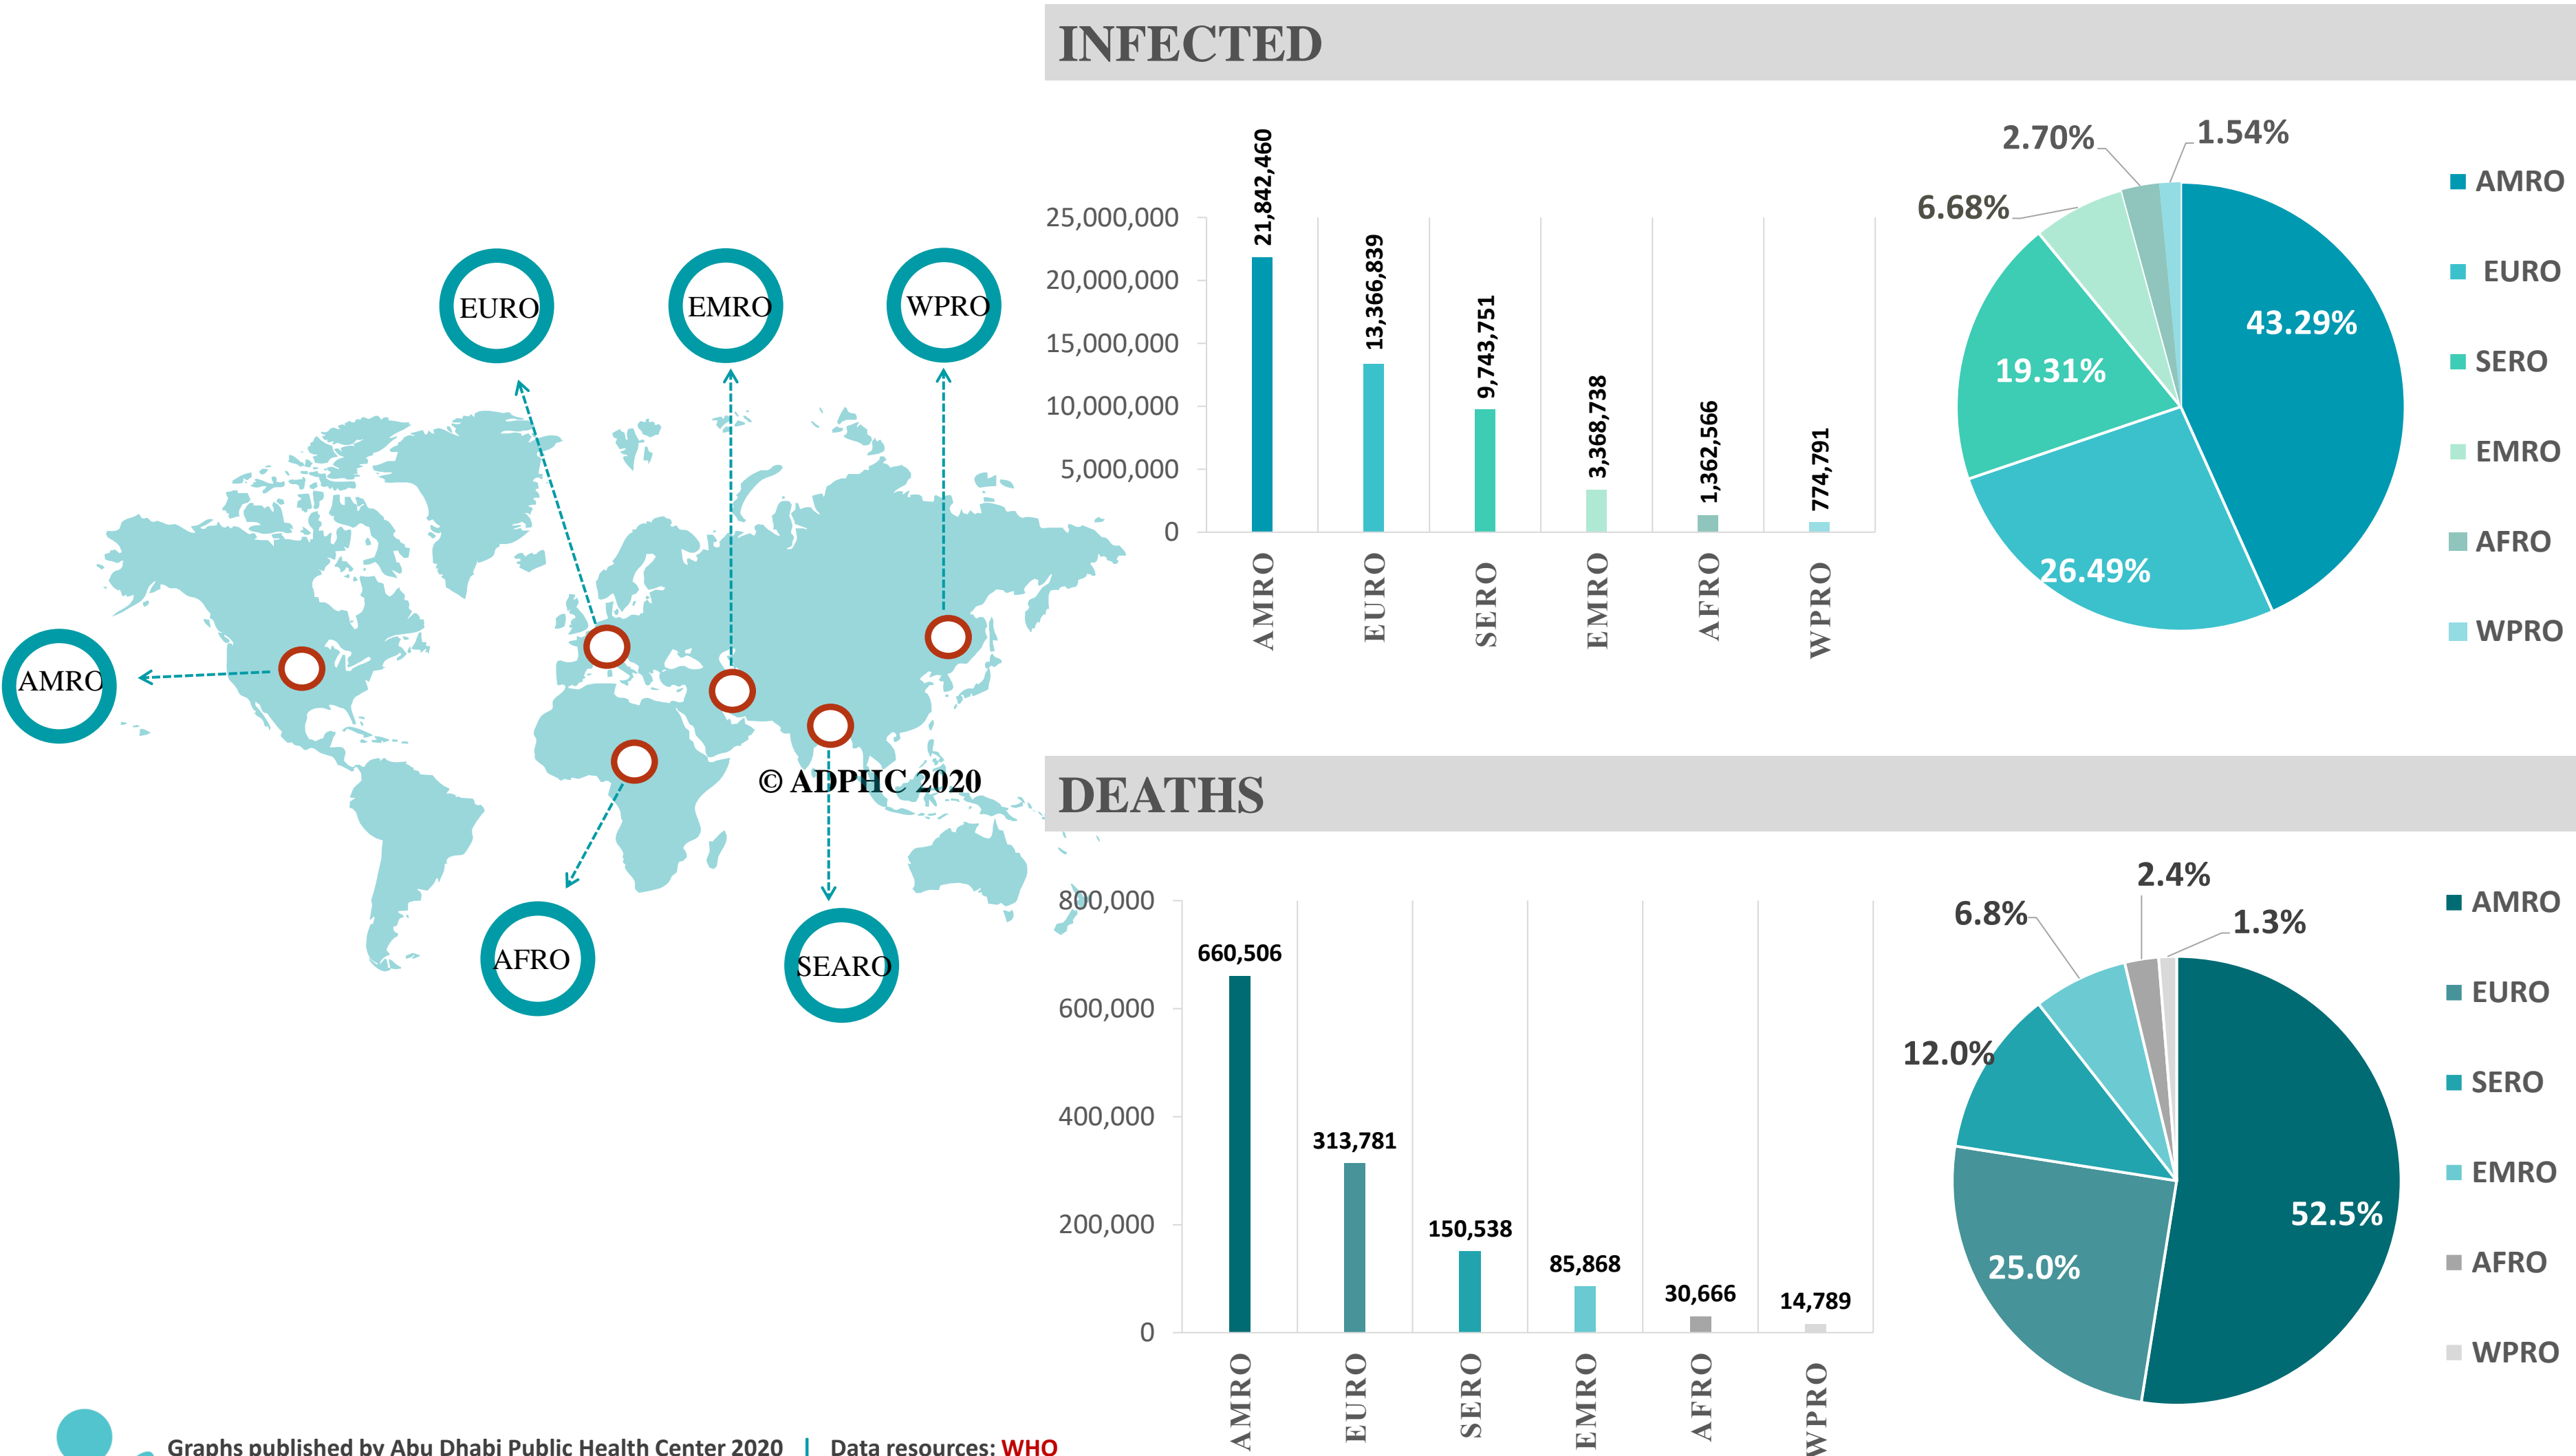 INFECTED
EURO
EMRO
WPRO
AMRO
AFRO
SEARO
© ADPHC 2020
25,000,000
20,000,000
15,000,000
10,000,000
5,000,000
0
21,842,460
13,366,839
9,743,751
3,368,738
1,362,566
774,791
AMRO
EURO
SERO
EMRO
AFRO
WPRO
2.70%
1.54%
6.68%
43.29%
19.31%
26.49%
AMRO
EURO
SERO
EMRO
AFRO
WPRO
DEATHS
800,000
600,000
400,000
200,000
0
660,506
313,781
150,538
85,868
30,666
14,789
AMRO
EURO
SERO
EMRO
AFRO
WPRO
2.4%
6.8%
1.3%
12.0%
52.5%
25.0%
AMRO
EURO
SERO
EMRO
AFRO
WPRO
Graphs published by Abu Dhabi Public Health Center 2020 | Data resources: WHO